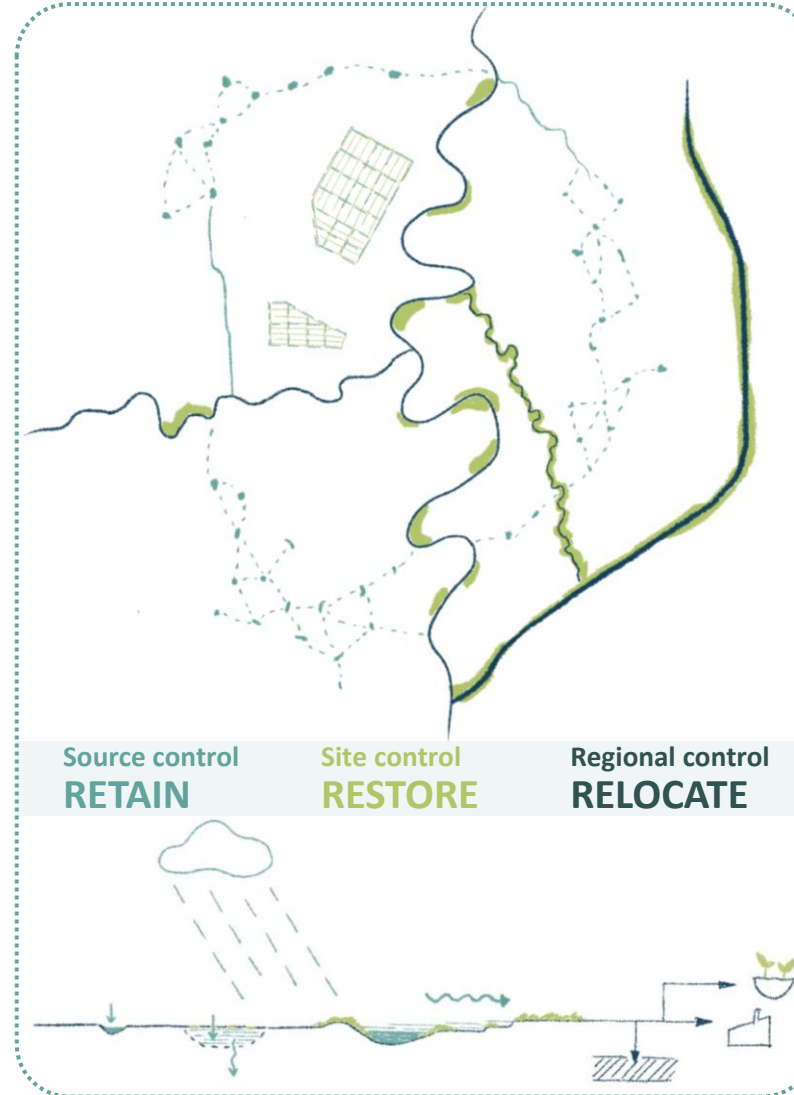 Source control
RETAIN
Site control
RESTORE
Regional control
RELOCATE